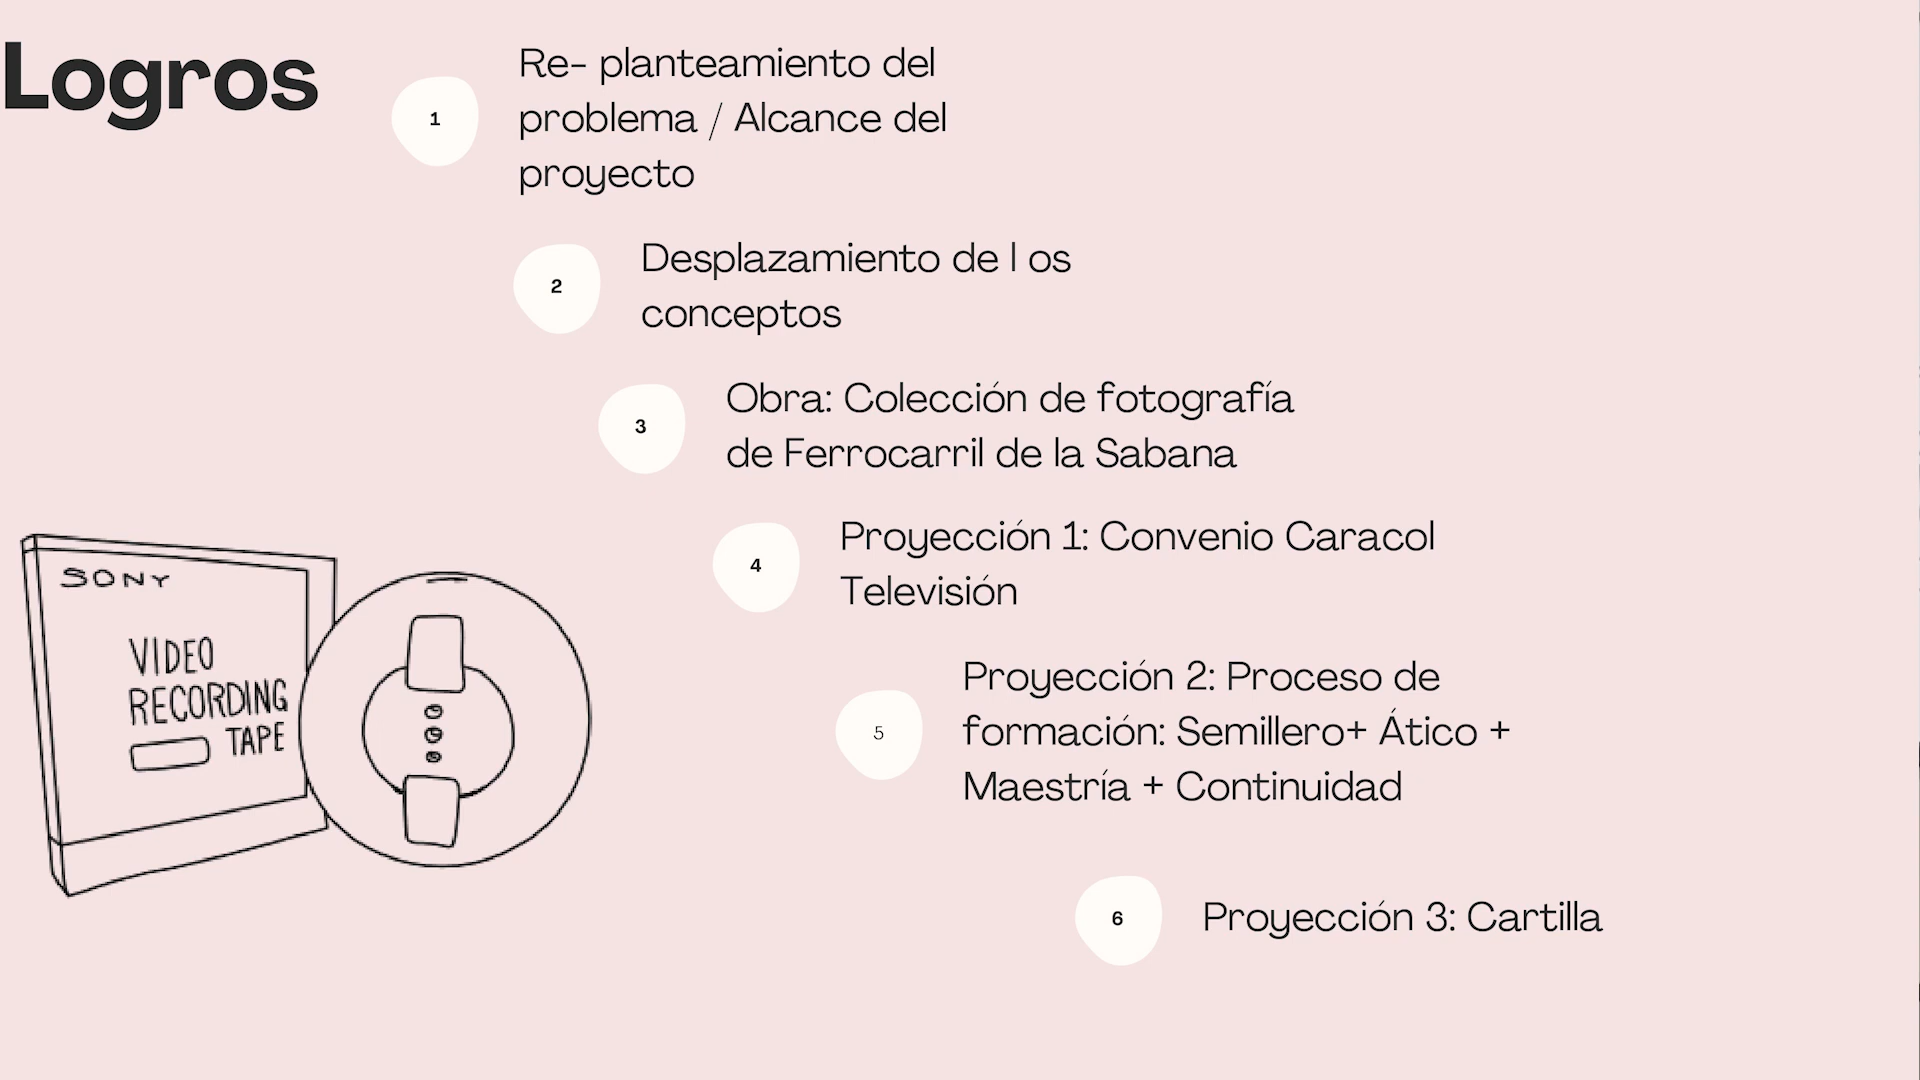 Logros
1
Re- planteamiento del
problema / Alcance del
proyecto
2
Desplazamiento de l os
conceptos
3
Obra: Colección de fotografía
de Ferrocarril de la Sabana
4
Proyección 1: Convenio Caracol
Televisión
5
Proyección 2: Proceso de
formación: Semillero+ Ático +
Maestría + Continuidad
6
Proyección 3: Cartilla
SONY
VIDEO
RECORDING
TAPE